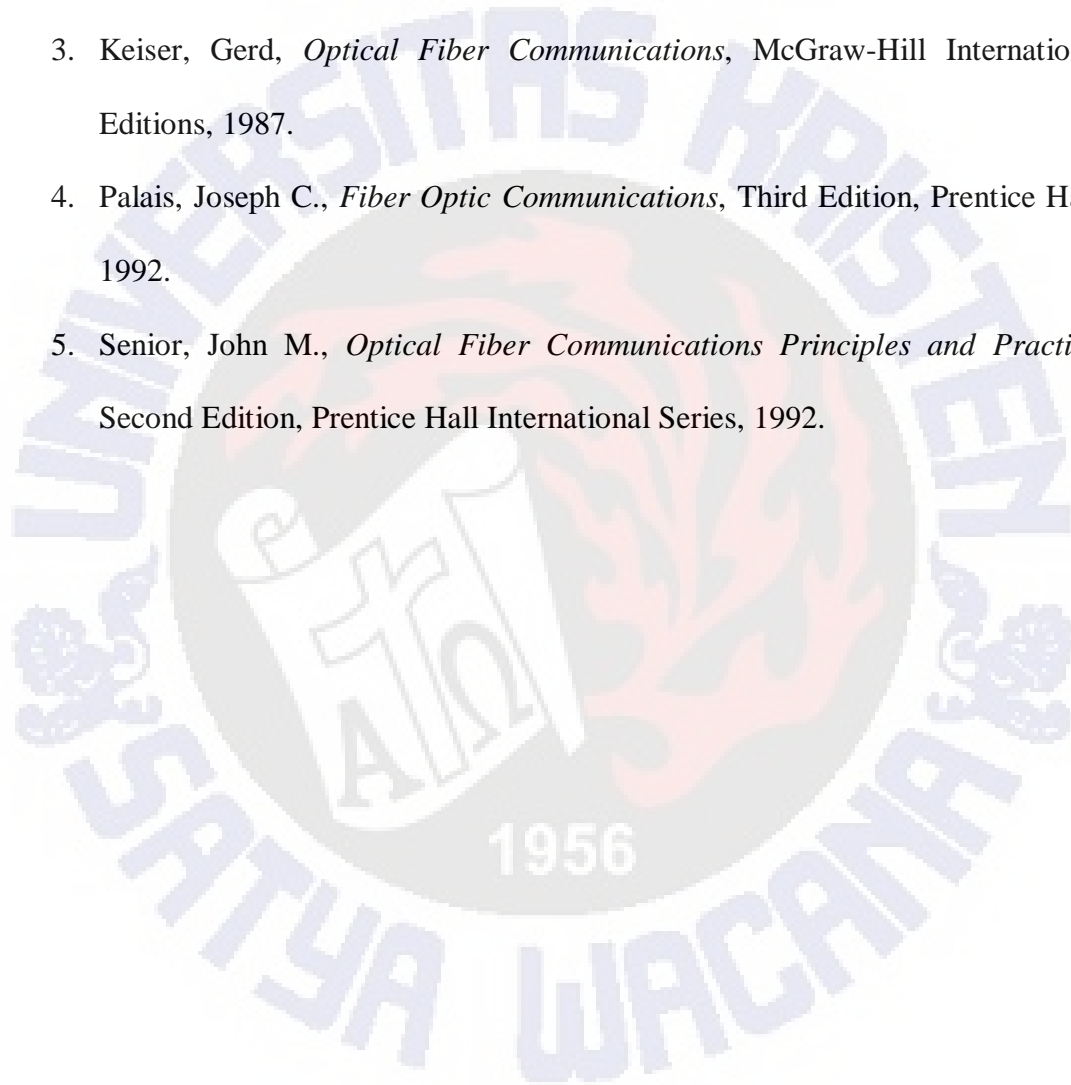 3. Keiser, Gerd, Optical Fiber Communications, McGraw-Hill Internatio
Editions, 1987.
4. Palais, Joseph C., Fiber Optic Communications, Third Edition, Prentice Ha
1992.
5. Senior, John M., Optical Fiber Communications Principles and Practi
Second Edition, Prentice Hall International Series, 1992.
UNIVERSITAS KRISTEN
SATYA WACANA
ΑΩ
1956